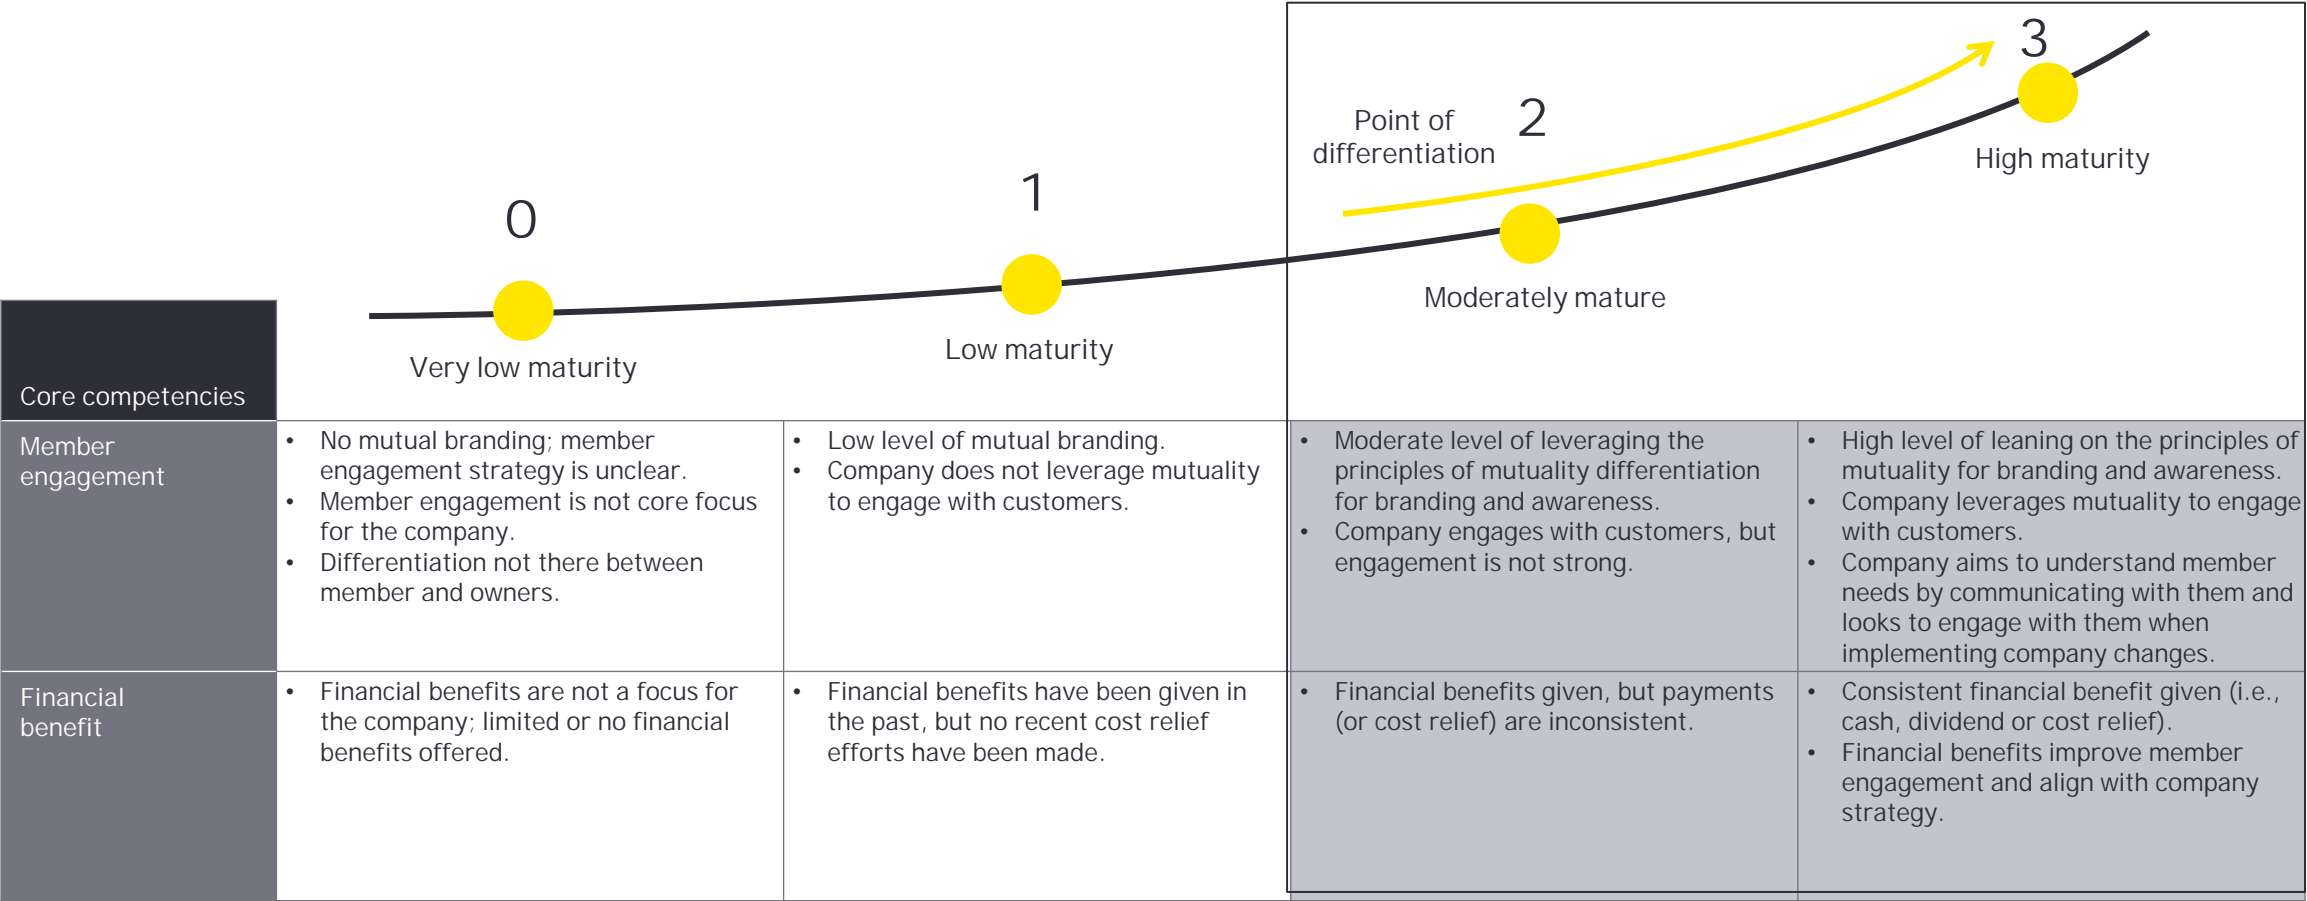 0
1
Point of
differentiation
2
3
Very low maturity
Low maturity
Moderately mature
High maturity
Core competencies
Member
engagement
• No mutual branding; member
engagement strategy is unclear.
• Member engagement is not core focus
for the company.
• Differentiation not there between
member and owners.
• Low level of mutual branding.
• Company does not leverage mutuality
to engage with customers.
• Moderate level of leveraging the
principles of mutuality differentiation
for branding and awareness.
• Company engages with customers, but
engagement is not strong.
• High level of leaning on the principles of
mutuality for branding and awareness.
• Company leverages mutuality to engage
with customers.
• Company aims to understand member
needs by communicating with them and
looks to engage with them when
implementing company changes.
Financial
benefit
• Financial benefits are not a focus for
the company; limited or no financial
benefits offered.
• Financial benefits have been given in
the past, but no recent cost relief
efforts have been made.
• Financial benefits given, but payments
(or cost relief) are inconsistent.
• Consistent financial benefit given (i.e.,
cash, dividend or cost relief).
• Financial benefits improve member
engagement and align with company
strategy.